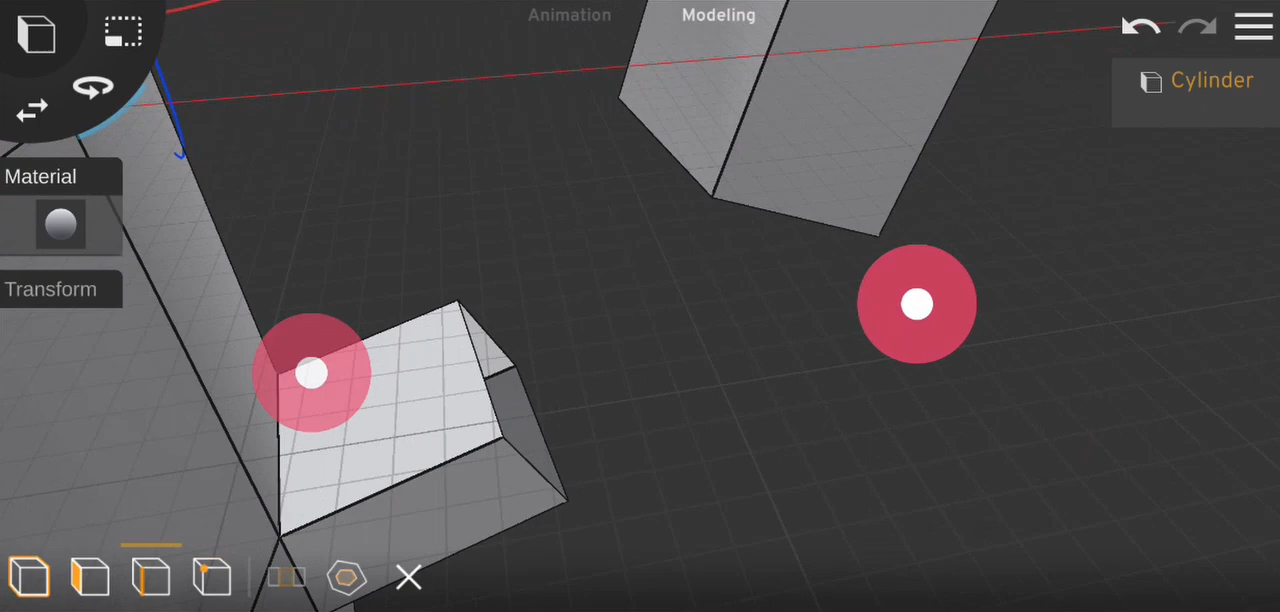 Animation
Modeling
Cylinder
Material
Transform